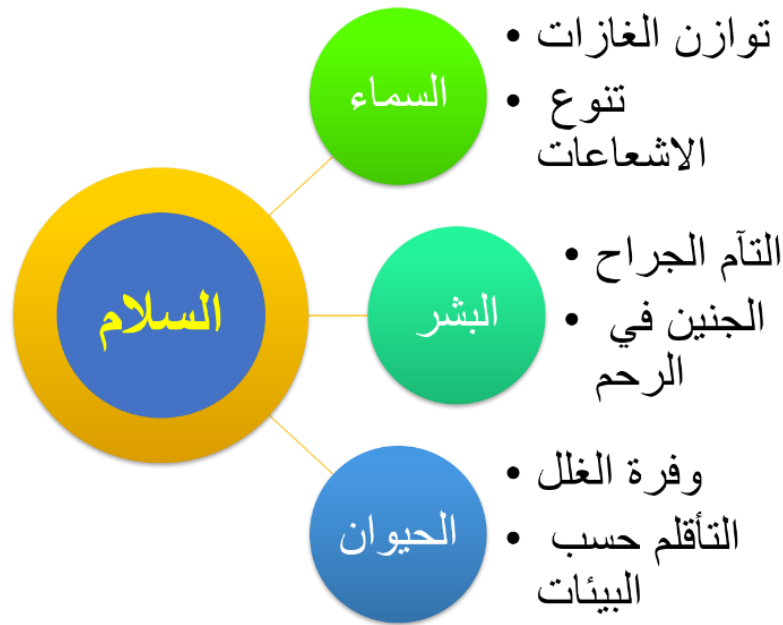 السلام
السماء
توازن الغازات
تنوع
الاشعاعات
البشر
التآم الجراح
الجنين في
الرحم
الحيوان
وفرة الغلل
التأقلم حسب
البيئات